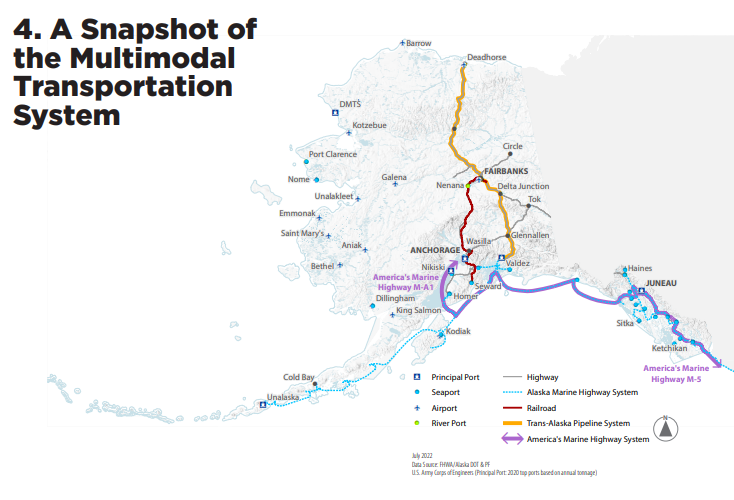 4. A Snapshot of
the Multimodal
Transportation
System
Barrow
Deadhorse
DMTS
Kotzebue
Circle
Port Clarence
FAIRBANKS
Nome
Galena
Nenana
Delta Junction
Unalakleet
Tok
Emmonak
Saint Mary's
Glennallen
Aniak
Wasilla
ANCHORAGE
Bethel
Nikiski
Valdez
Haines
America's Marine
Highway M-A1
JUNEAU
Seward
Homer
Dillingham
King Salmon
Sitka
Kodiak
Ketchikan
America's Marine
Highway M-5
Cold Bay
Unalaska
Principal Port
Seaport
Airport
River Port
Highway
Alaska Marine Highway System
Railroad
Trans-Alaska Pipeline System
America's Marine Highway System
N
July 2022
Data Source: FHWA/Alaska DOT & PF
U.S. Army Corps of Engineers (Principal Port: 2020 top ports based on annual tonnage)